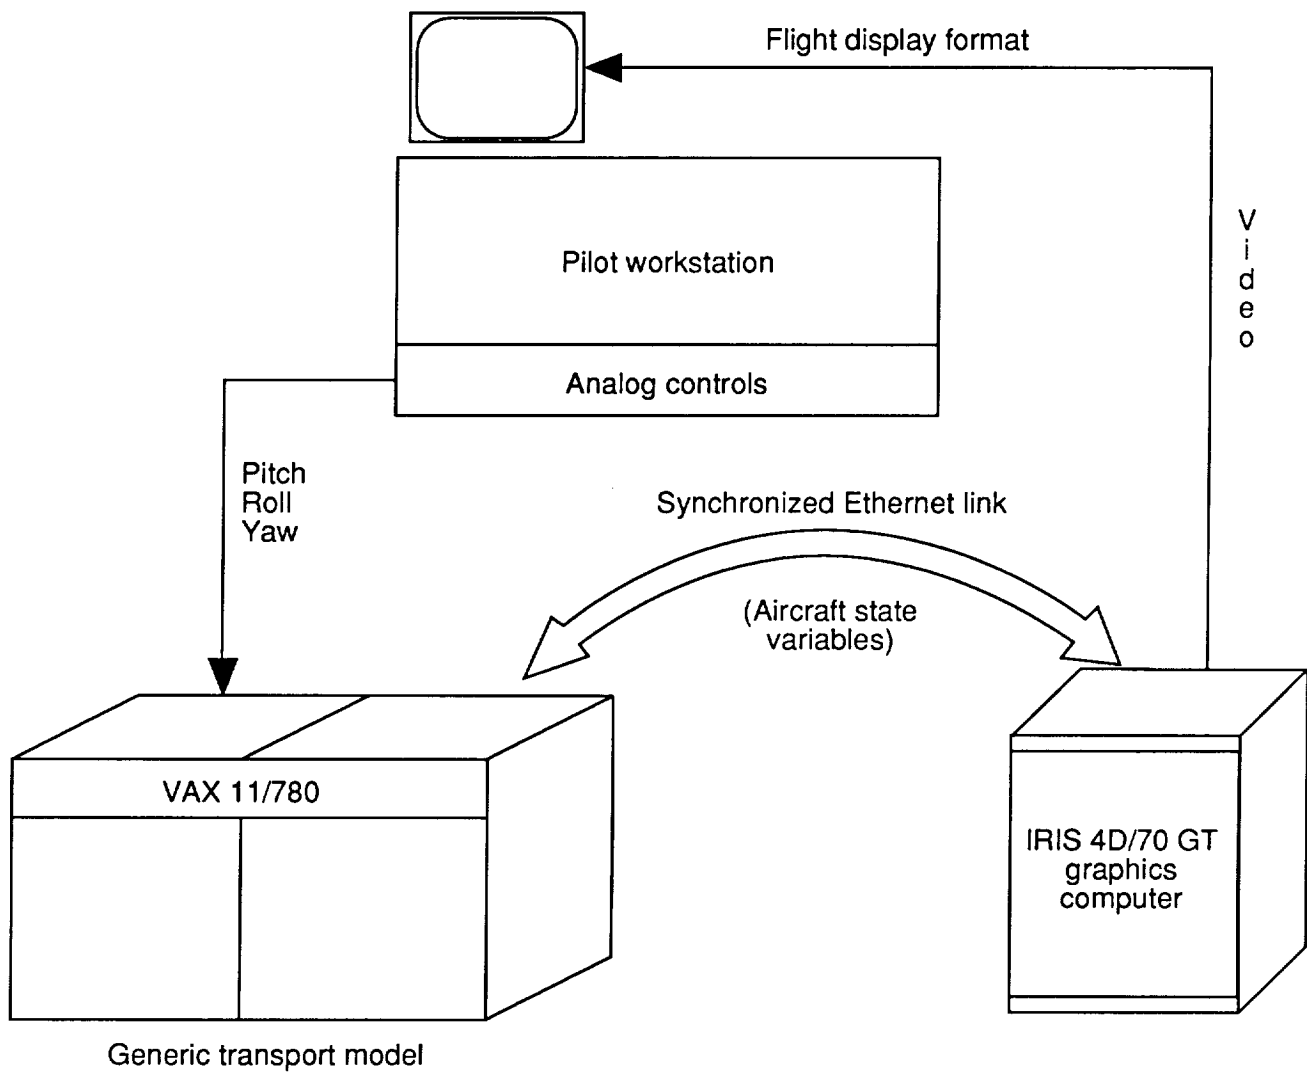 Flight display format
Video
Pilot workstation
Analog controls
Pitch
Roll
Yaw
Synchronized Ethernet link
(Aircraft state
variables)
VAX 11/780
IRIS 4D/70 GT
graphics
computer
Generic transport model